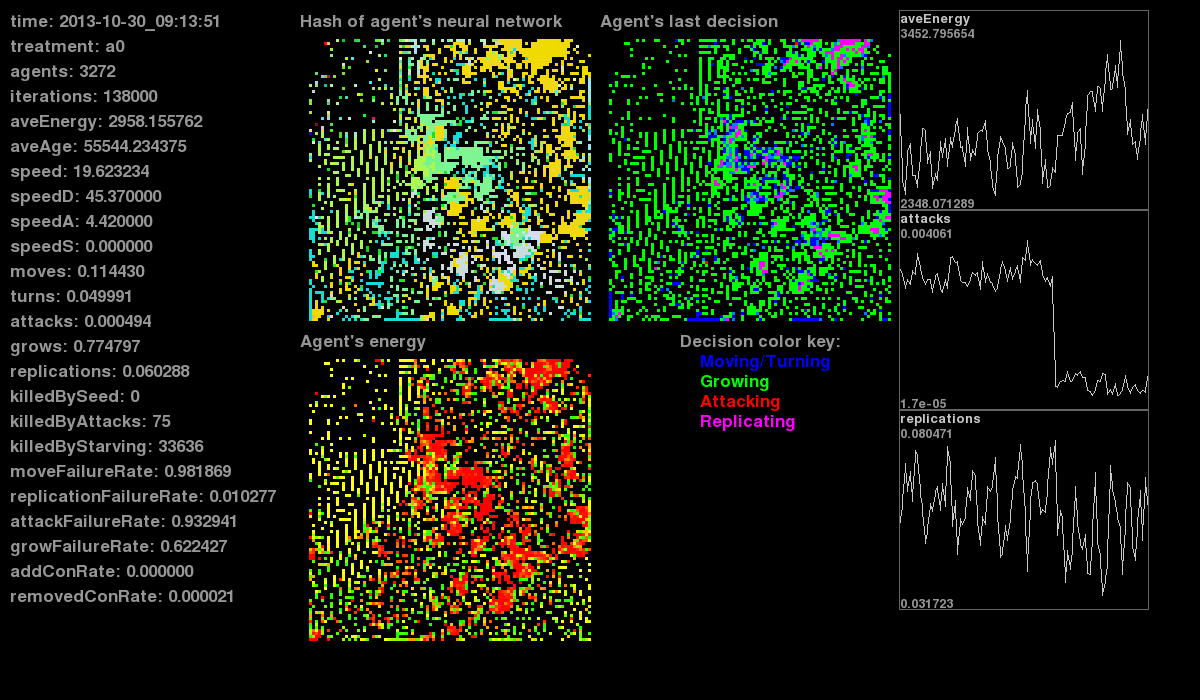 time: 2013-10-30_09:13:51
treatment: a0
agents: 3272
iterations: 138000
aveEnergy: 2958.155762
aveAge: 55544.234375
speed: 19.623234
speedD: 45.370000
speedA: 4.420000
speedS: 0.000000
moves: 0.114430
turns: 0.049991
attacks: 0.000494
grows: 0.774797
replications: 0.060288
killedBySeed: 0
killedByAttacks: 75
killedByStarving: 33636
moveFailureRate: 0.981869
replicationFailureRate: 0.010277
attackFailureRate: 0.932941
growFailureRate: 0.622427
addConRate: 0.000000
removedConRate: 0.000021
Hash of agent's neural network
Agent's last decision
Agent's energy
Decision color key:
Moving/Turning
Growing
Attacking
Replicating
aveEnergy
3452.795654
2348.071289
attacks
0.004061
1.7e-05
replications
0.080471
0.031723